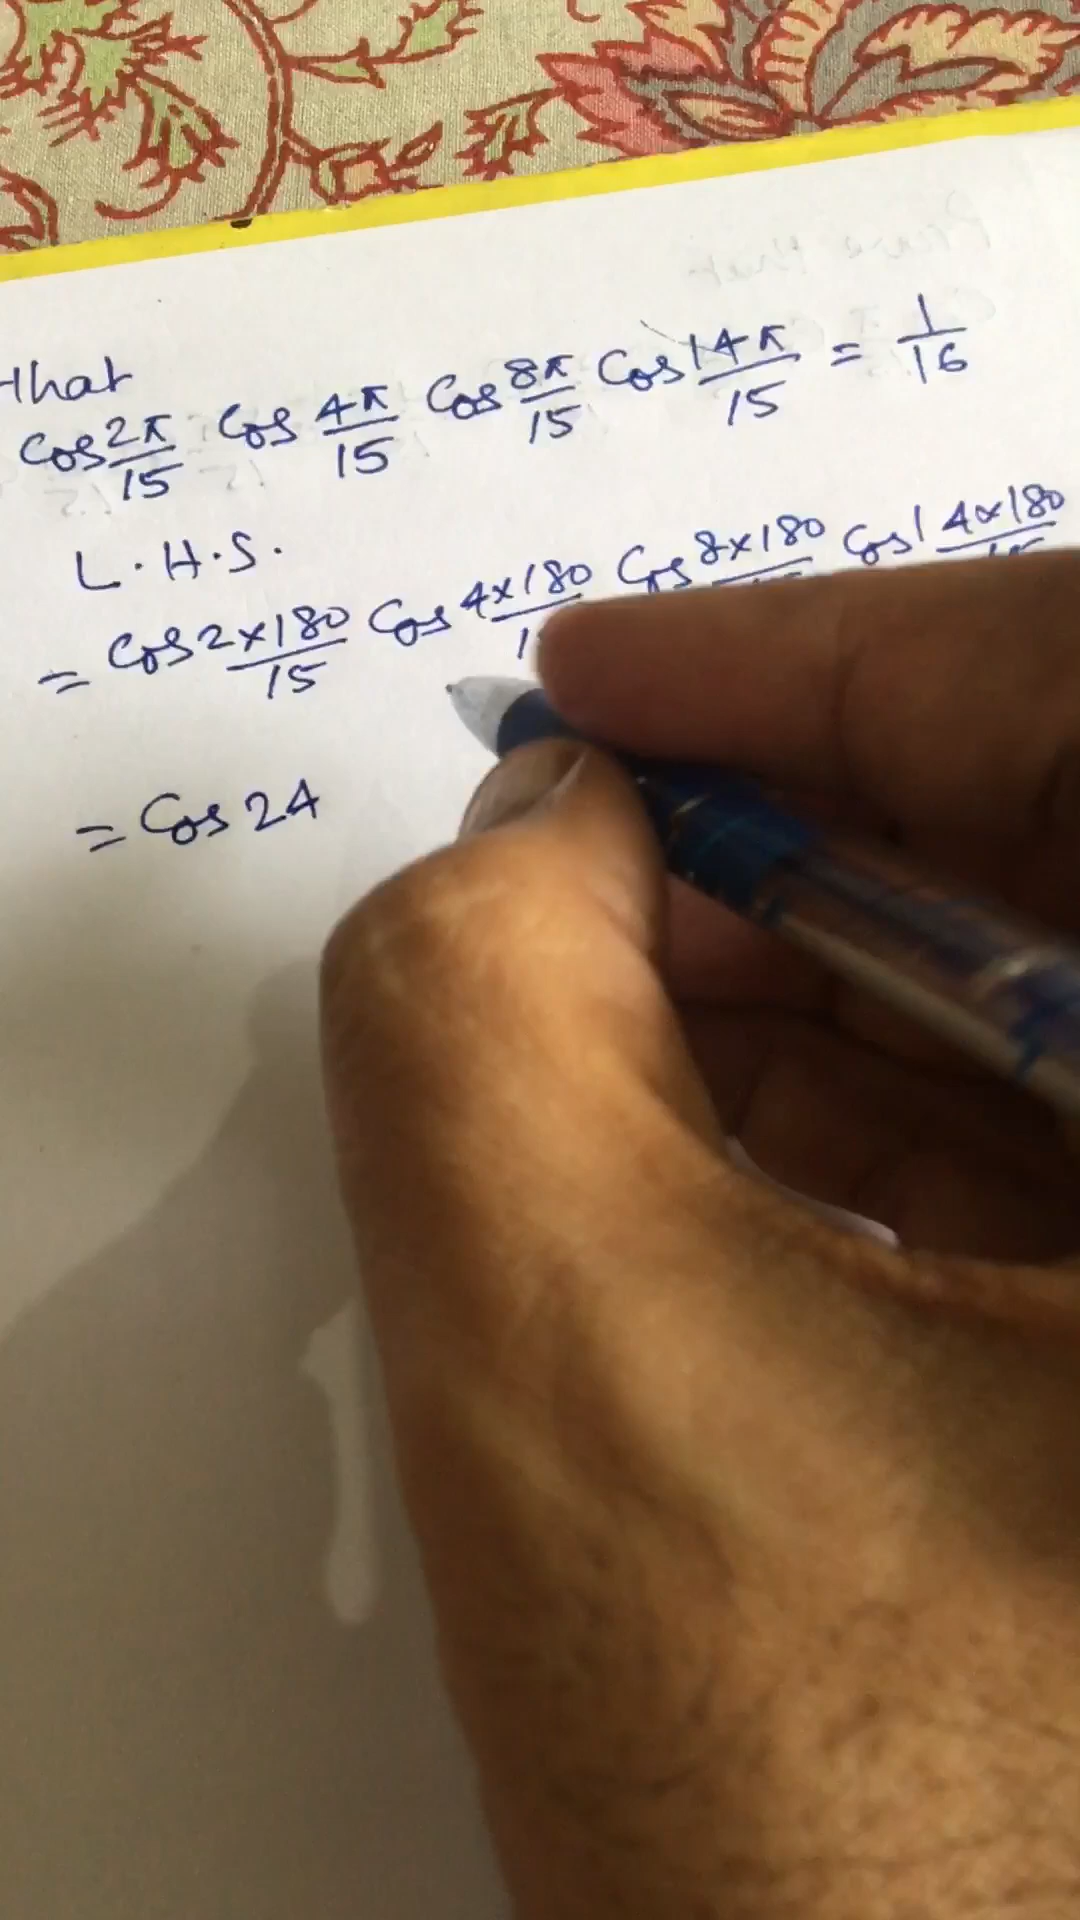 that
cos 2π/15 cos 4π/15 cos 8π/15 cos 14π/15 = 1/16
L.H.S.
= cos 2×180/15 cos 4×180/1 cos 8×180 cos 14×180
= cos 24